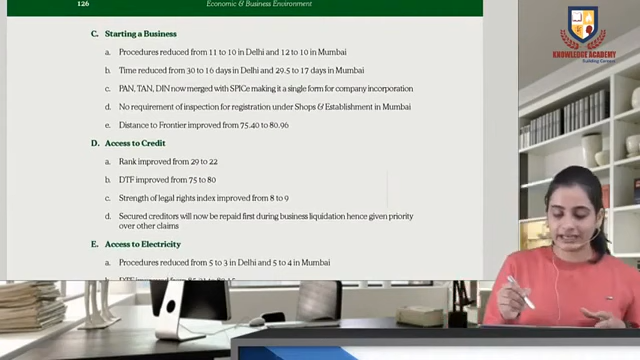 126
Economic & Business Environment
KNOWLEDGE ACADEMY
Building Careers
C. Starting a Business
a. Procedures reduced from 11 to 10 in Delhi and 12 to 10 in Mumbai
b. Time reduced from 30 to 16 days in Delhi and 29.5 to 17 days in Mumbai
c. PAN, TAN, DIN now merged with SPICe making it a single form for company incorporation
d. No requirement of inspection for registration under Shops & Establishment in Mumbai
e. Distance to Frontier improved from 75.40 to 80.96
D. Access to Credit
a. Rank improved from 29 to 22
b. DTF improved from 75 to 80
c. Strength of legal rights index improved from 8 to 9
d. Secured creditors will now be repaid first during business liquidation hence given priority
over other claims
E. Access to Electricity
a. Procedures reduced from 5 to 3 in Delhi and 5 to 4 in Mumbai